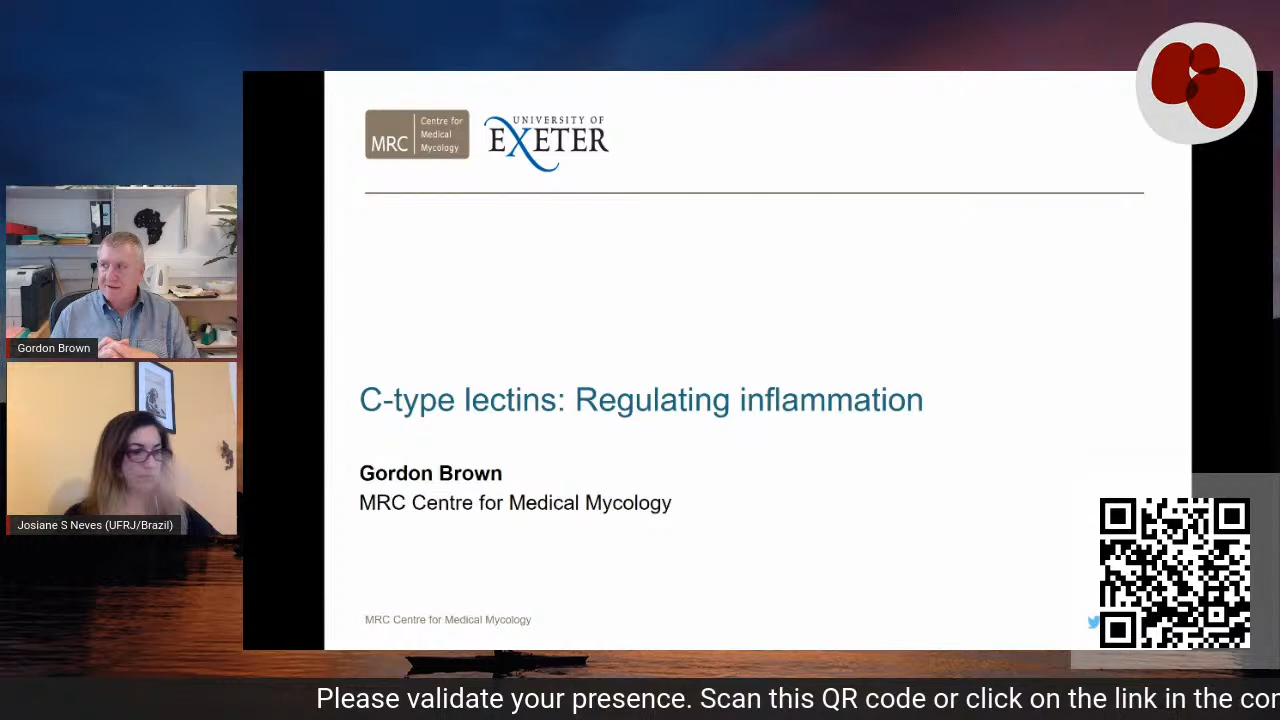 MRC
Centre for
Medical
Mycology
UNIVERSITY OF
EXETER
Gordon Brown
Josiane S Neves (UFRJ/Brazil)
C-type lectins: Regulating inflammation
Gordon Brown
MRC Centre for Medical Mycology
MRC Centre for Medical Mycology
Please validate your presence. Scan this QR code or click on the link in the co